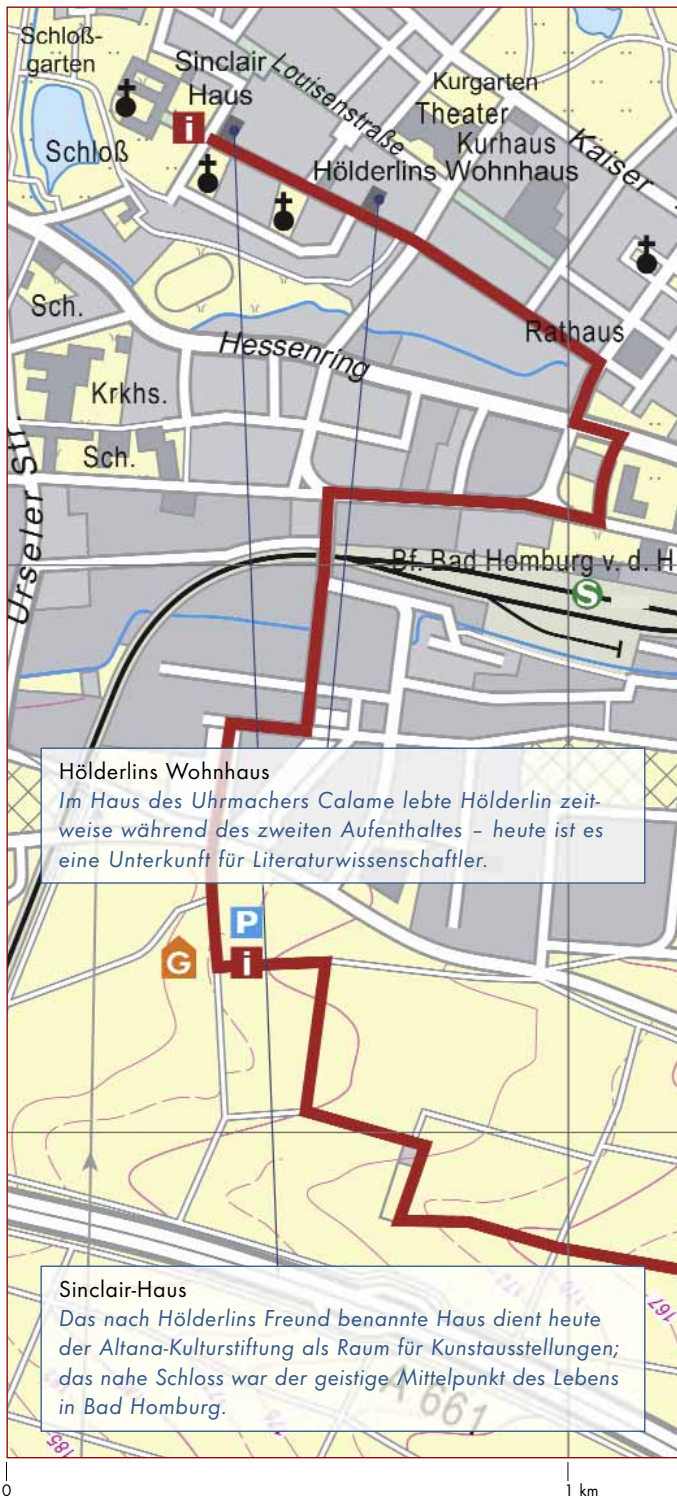 Schloß-
garten
Sinclair
Haus
Louisenstraße
Kurgarten
Theater
Kurhaus
Kaiser
i
Schloß
Hölderlins Wohnhaus
Sch.
Rathaus
Hessenring
Krkhs.
Sch.
Urseler Str.
Bf. Bad Homburg v. d. H
S
Hölderlins Wohnhaus
Im Haus des Uhrmachers Calame lebte Hölderlin zeit-
weise während des zweiten Aufenthaltes – heute ist es
eine Unterkunft für Literaturwissenschaftler.
P
G
i
Sinclair-Haus
Das nach Hölderlins Freund benannte Haus dient heute
der Altana-Kulturstiftung als Raum für Kunstausstellungen;
das nahe Schloss war der geistige Mittelpunkt des Lebens
in Bad Homburg.
167
A 661
185
0
1 km